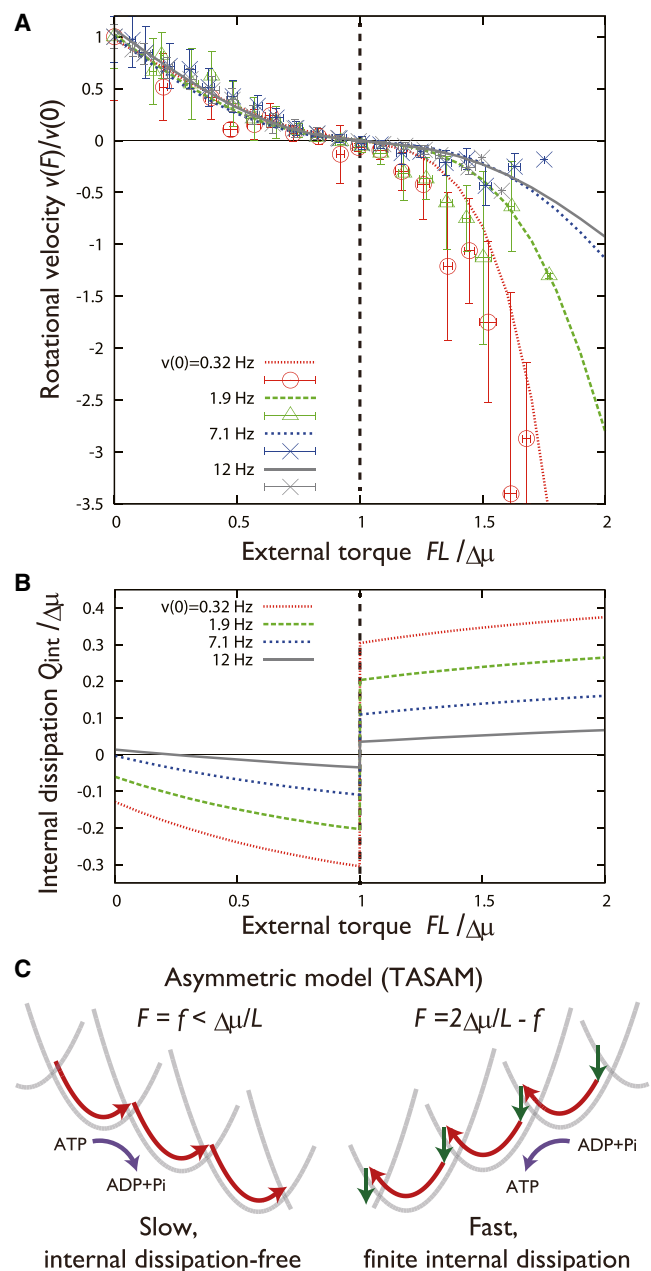 A
Rotational velocity v(F)/v(0)
1
0.5
0
-0.5
-1
-1.5
-2
-2.5
-3
-3.5
v(0)=0.32 Hz
1.9 Hz
7.1 Hz
12 Hz
0 0.5 1 1.5 2
External torque FL /Δμ
B
Internal dissipation Qint /Δμ
0.4
0.3
0.2
0.1
0
-0.1
-0.2
-0.3
v(0)=0.32 Hz
1.9 Hz
7.1 Hz
12 Hz
0 0.5 1 1.5 2
External torque FL /Δμ
C
Asymmetric model (TASAM)
F = f < Δμ/L F =2Δμ/L - f
ATP ADP+Pi
ADP+Pi ATP
Slow, Fast,
internal dissipation-free finite internal dissipation